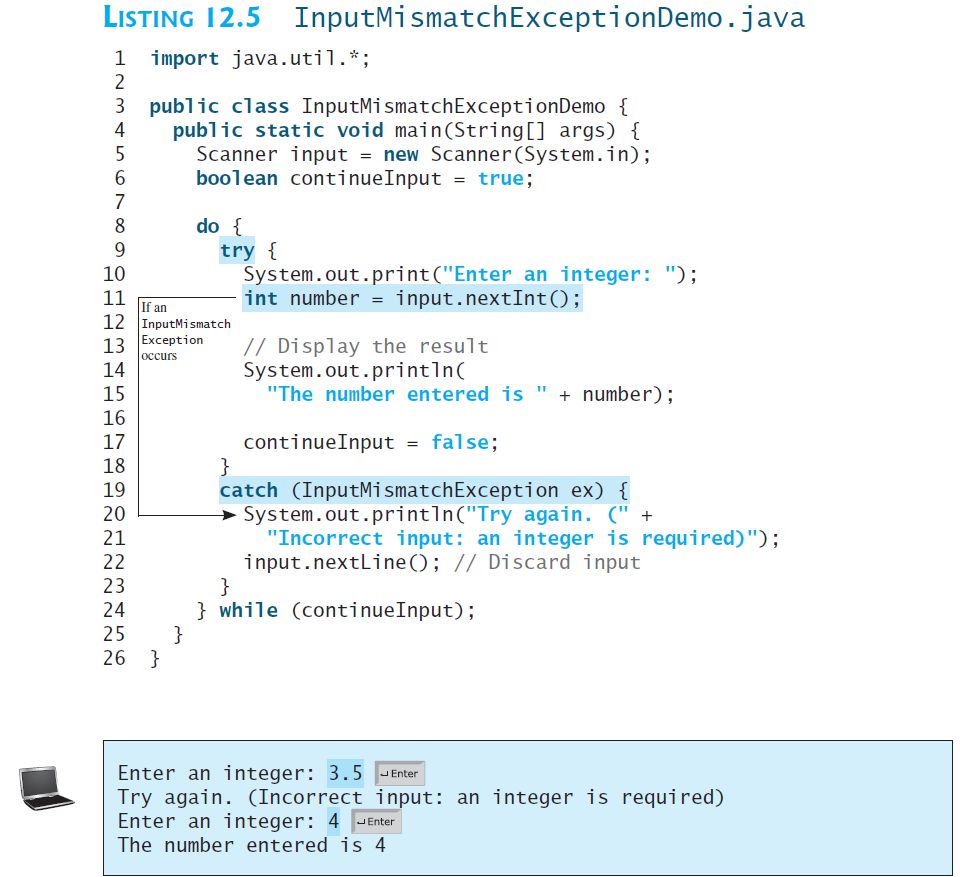 LISTING 12.5 InputMismatchExceptionDemo.java
1 import java.util.*;
2
3 public class InputMismatchExceptionDemo {
4   public static void main(String[] args) {
5     Scanner input = new Scanner(System.in);
6     boolean continueInput = true;
7
8     do {
9       try {
10         System.out.print("Enter an integer: ");
11         int number = input.nextInt();
If an
12 InputMismatch
Exception
13         // Display the result
occurs
14         System.out.println(
15           "The number entered is " + number);
16
17         continueInput = false;
18       }
19       catch (InputMismatchException ex) {
20         System.out.println("Try again. (" +
21           "Incorrect input: an integer is required)");
22         input.nextLine(); // Discard input
23       }
24     } while (continueInput);
25   }
26 }
Enter an integer: 3.5 ↵Enter
Try again. (Incorrect input: an integer is required)
Enter an integer: 4 ↵Enter
The number entered is 4